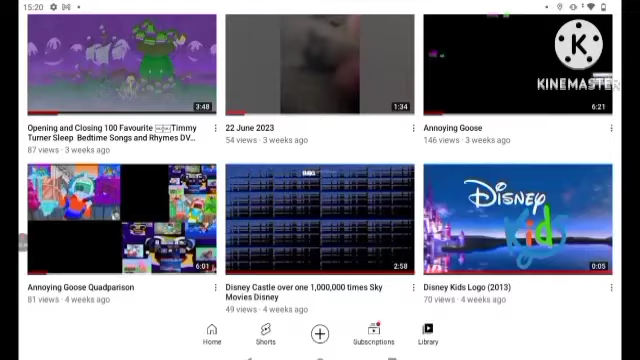 15:20
K
KINEMASTER
3:48
1:34
6:21
Opening and Closing 100 Favourite Timmy
Turner Sleep Bedtime Songs and Rhymes DV...
87 views · 3 weeks ago
22 June 2023
54 views · 3 weeks ago
Annoying Goose
146 views · 3 weeks ago
Disney
Kids
6:01
2:58
0:05
Annoying Goose Quadparison
81 views · 4 weeks ago
Disney Castle over one 1,000,000 times Sky
Movies Disney
49 views · 4 weeks ago
Disney Kids Logo (2013)
70 views · 4 weeks ago
Home
Shorts
Subscriptions
Library